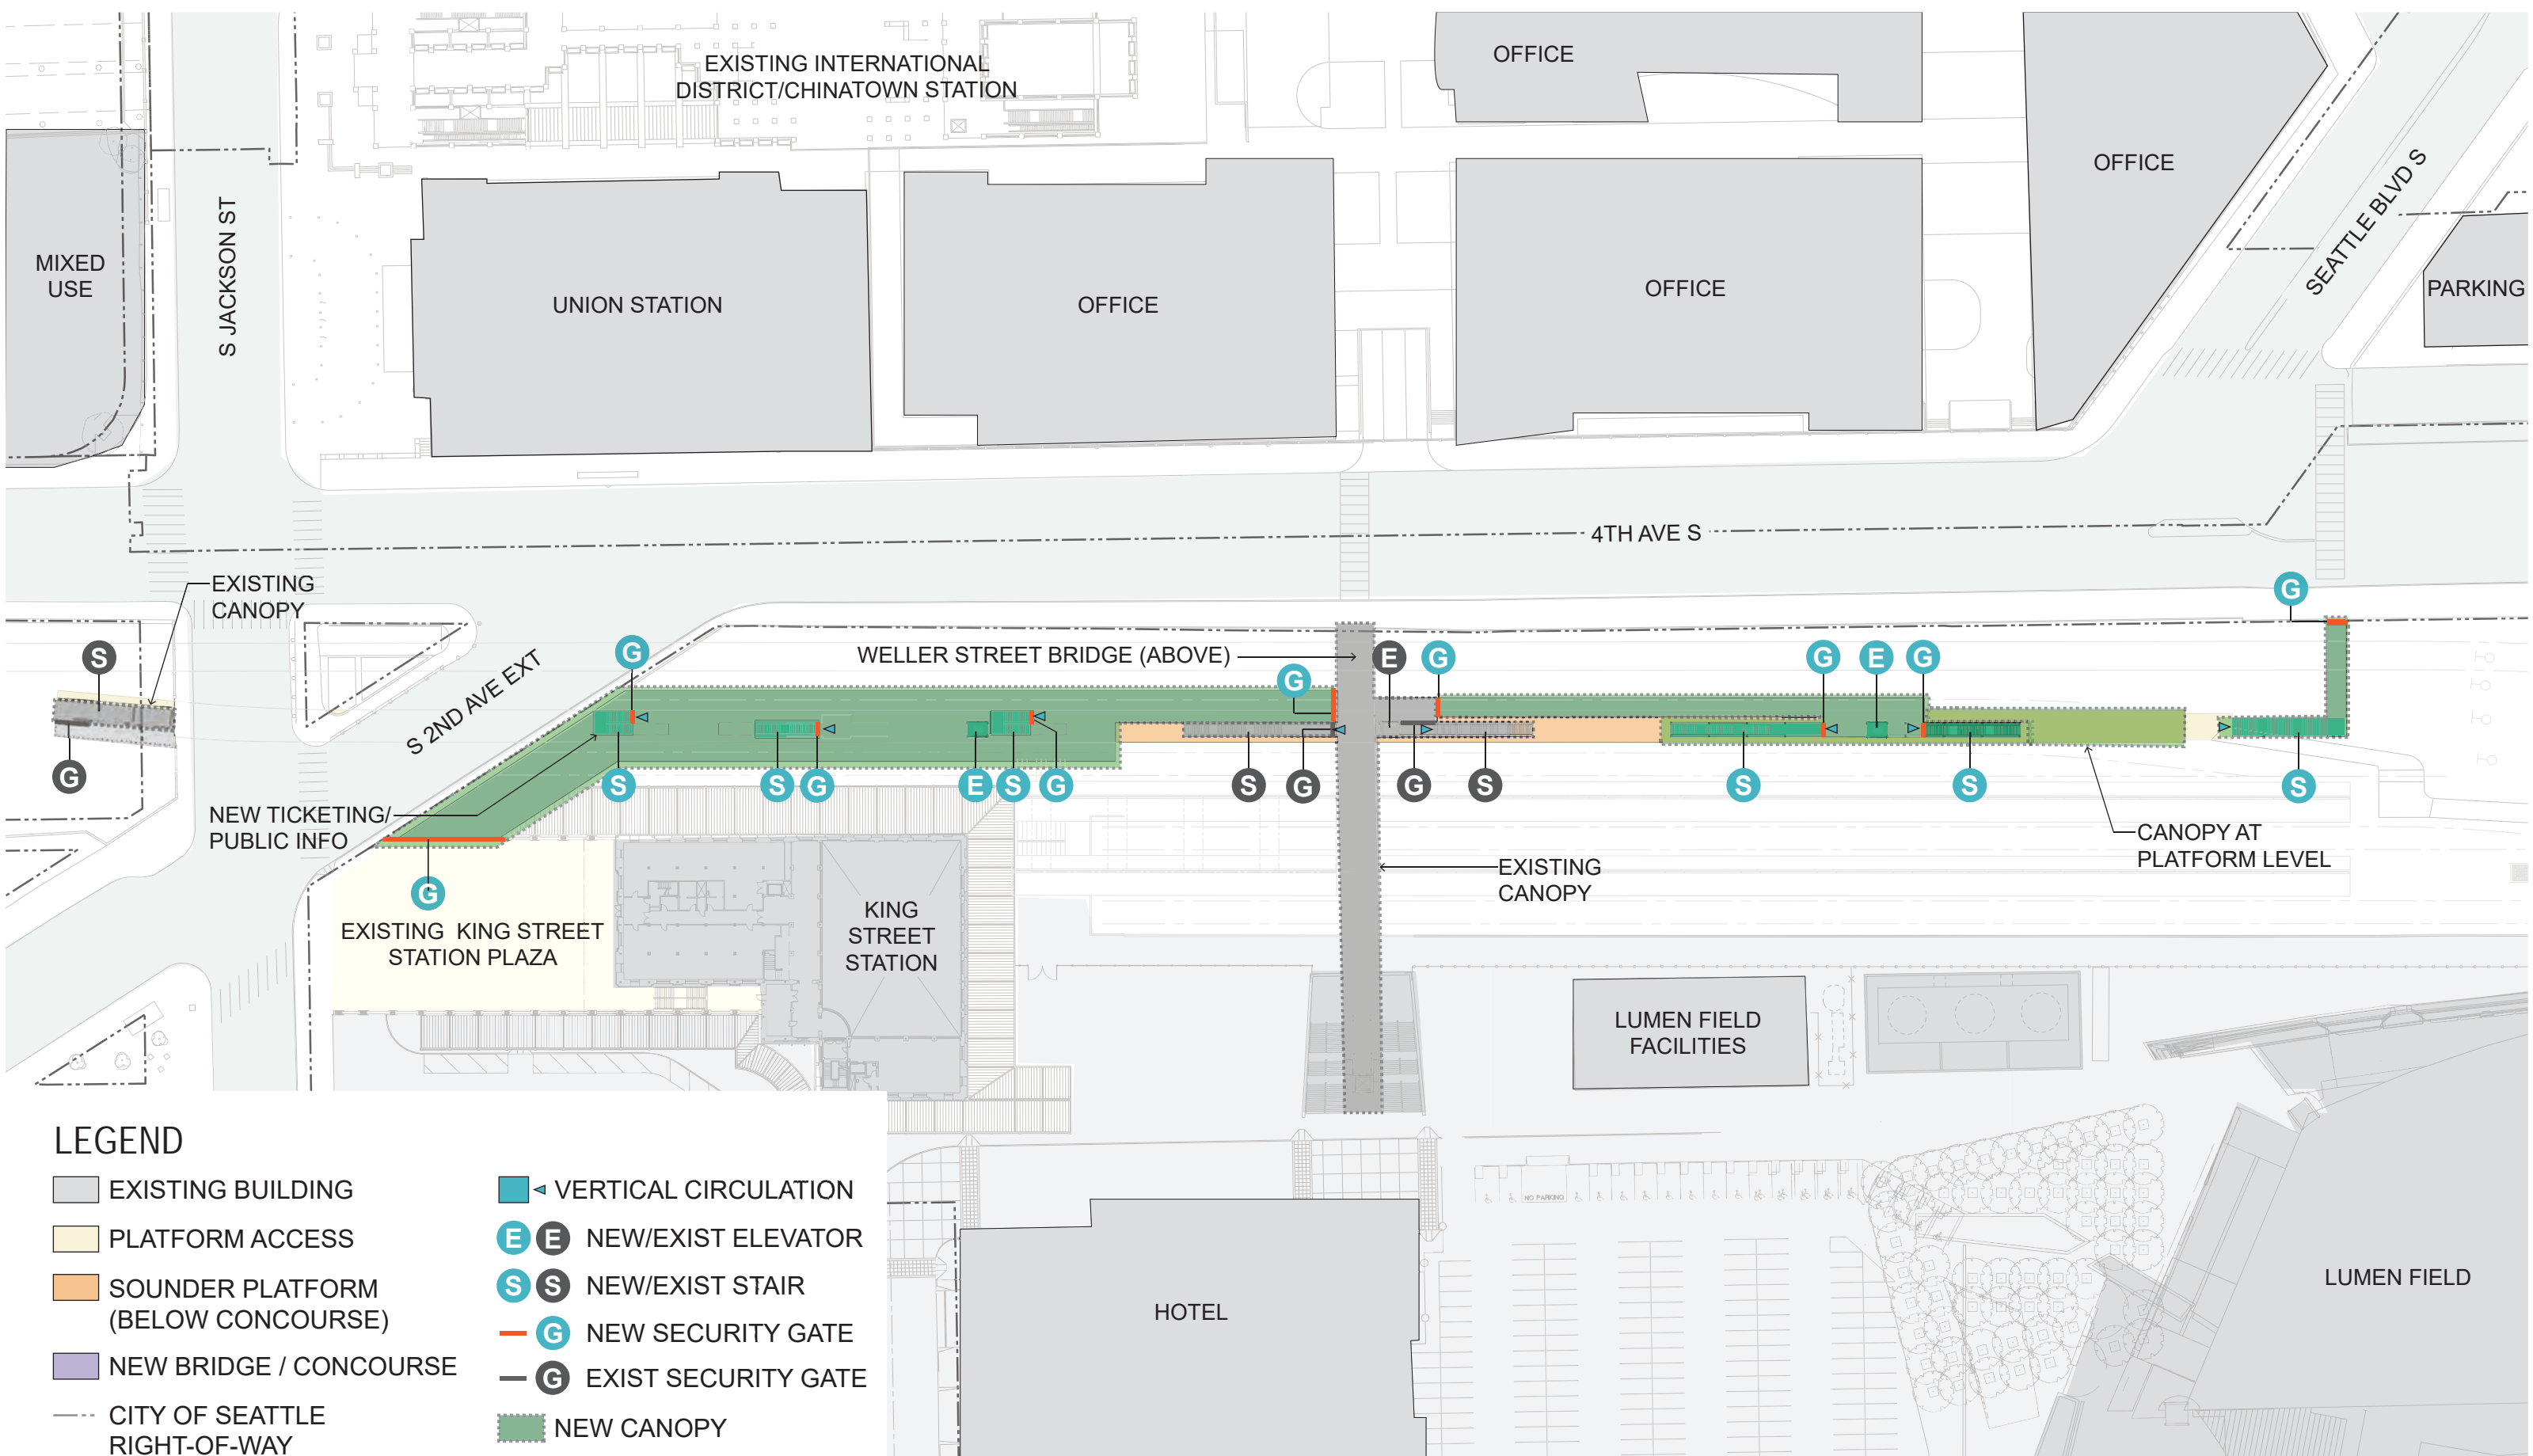 EXISTING INTERNATIONAL
DISTRICT/CHINATOWN STATION
OFFICE
OFFICE
MIXED
USE
S JACKSON ST
UNION STATION
OFFICE
OFFICE
SEATTLE BLVD S
PARKING
4TH AVE S
EXISTING
CANOPY
S 2ND AVE EXT
WELLER STREET BRIDGE (ABOVE)
G
S
G
G
E
G
G
E
G
G
S
G
S
G
E
S
G
S
G
G
S
S
S
S
NEW TICKETING/
PUBLIC INFO
G
EXISTING KING STREET
STATION PLAZA
KING
STREET
STATION
EXISTING
CANOPY
CANOPY AT
PLATFORM LEVEL
LUMEN FIELD
FACILITIES
NO PARKING
HOTEL
LUMEN FIELD
LEGEND
EXISTING BUILDING
PLATFORM ACCESS
SOUNDER PLATFORM
(BELOW CONCOURSE)
NEW BRIDGE / CONCOURSE
CITY OF SEATTLE
RIGHT-OF-WAY
VERTICAL CIRCULATION
E E NEW/EXIST ELEVATOR
S S NEW/EXIST STAIR
G NEW SECURITY GATE
G EXIST SECURITY GATE
NEW CANOPY